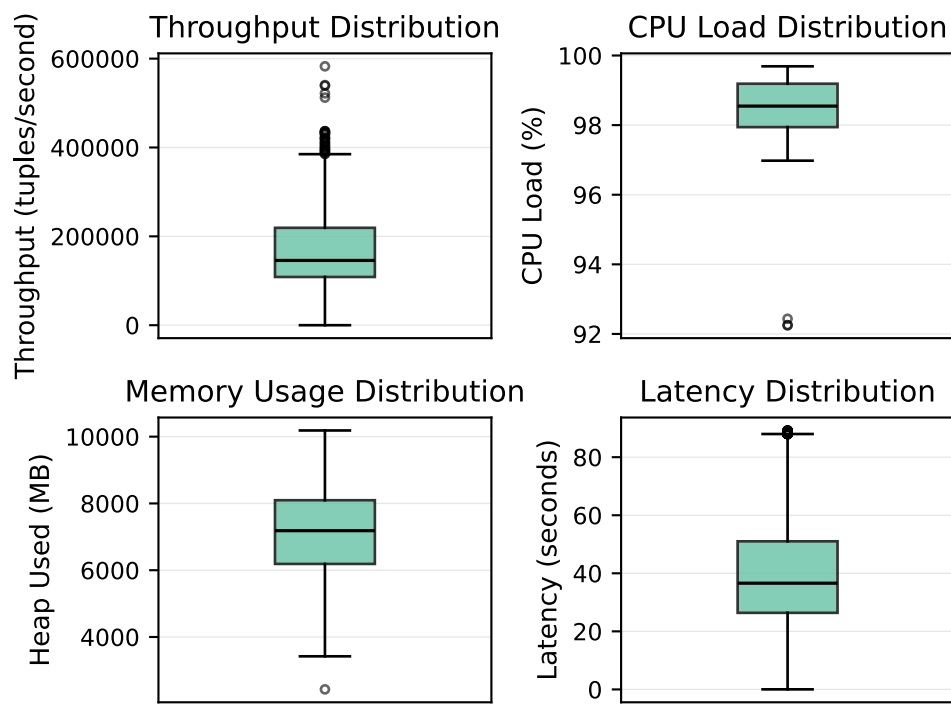 Throughput Distribution
Throughput (tuples/second)
600000
400000
200000
0
CPU Load Distribution
CPU Load (%)
100
98
96
94
92
Memory Usage Distribution
Heap Used (MB)
10000
8000
6000
4000
Latency Distribution
Latency (seconds)
80
60
40
20
0